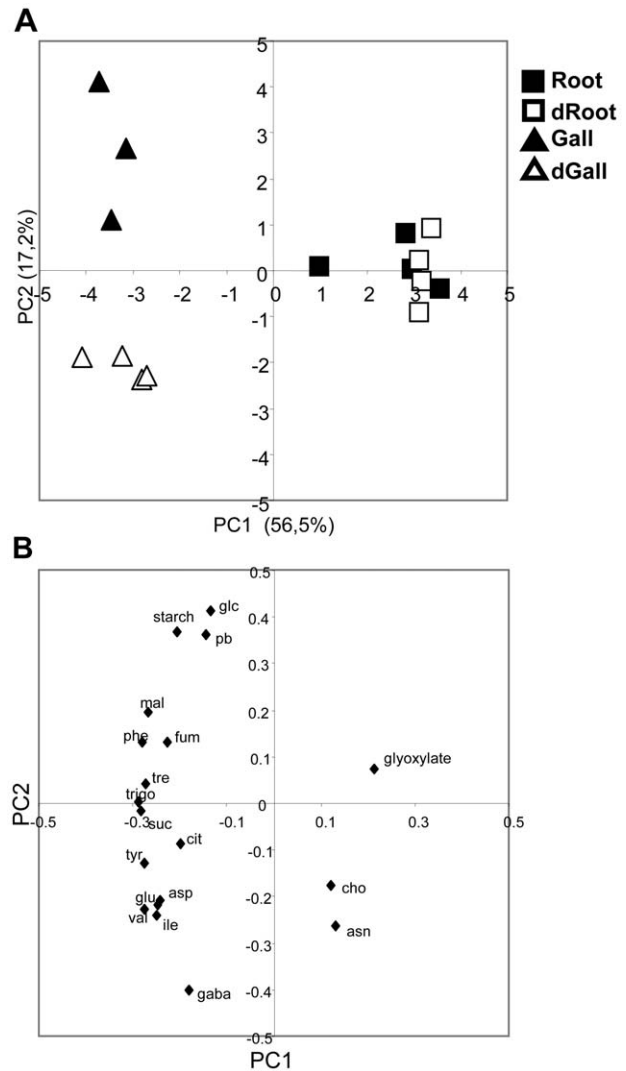 A
5
4
3
2
1
0
-1
-2
-3
-4
-5
-5 -4 -3 -2 -1 0 1 2 3 4 5
PC2 (17,2%)
PC1 (56,5%)
Root
dRoot
Gall
dGall
B
0.5
0.4
0.3
0.2
0.1
0
-0.1
-0.2
-0.3
-0.4
-0.5
-0.5 -0.3 -0.1 0.1 0.3 0.5
glc
starch
pb
mal
phe
fum
glyoxylate
tre
trigo
suc
cit
tyr
glu
asp
cho
val
ile
asn
gaba
PC2
PC1